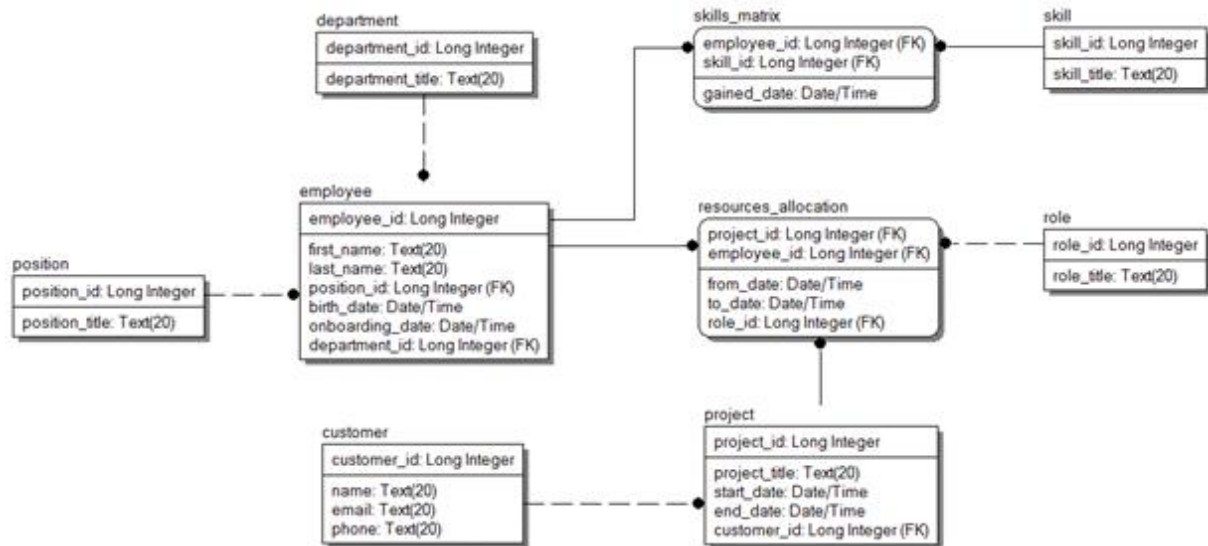 department
department_id: Long Integer
department_title: Text(20)
skills_matrix
employee_id: Long Integer (FK)
skill_id: Long Integer (FK)
gained_date: Date/Time
skill
skill_id: Long Integer
skill_title: Text(20)
employee
employee_id: Long Integer
first_name: Text(20)
last_name: Text(20)
position_id: Long Integer (FK)
birth_date: Date/Time
onboarding_date: Date/Time
department_id: Long Integer (FK)
resources_allocation
project_id: Long Integer (FK)
employee_id: Long Integer (FK)
from_date: Date/Time
to_date: Date/Time
role_id: Long Integer (FK)
role
role_id: Long Integer
role_title: Text(20)
position
position_id: Long Integer
position_title: Text(20)
customer
customer_id: Long Integer
name: Text(20)
email: Text(20)
phone: Text(20)
project
project_id: Long Integer
project_title: Text(20)
start_date: Date/Time
end_date: Date/Time
customer_id: Long Integer (FK)